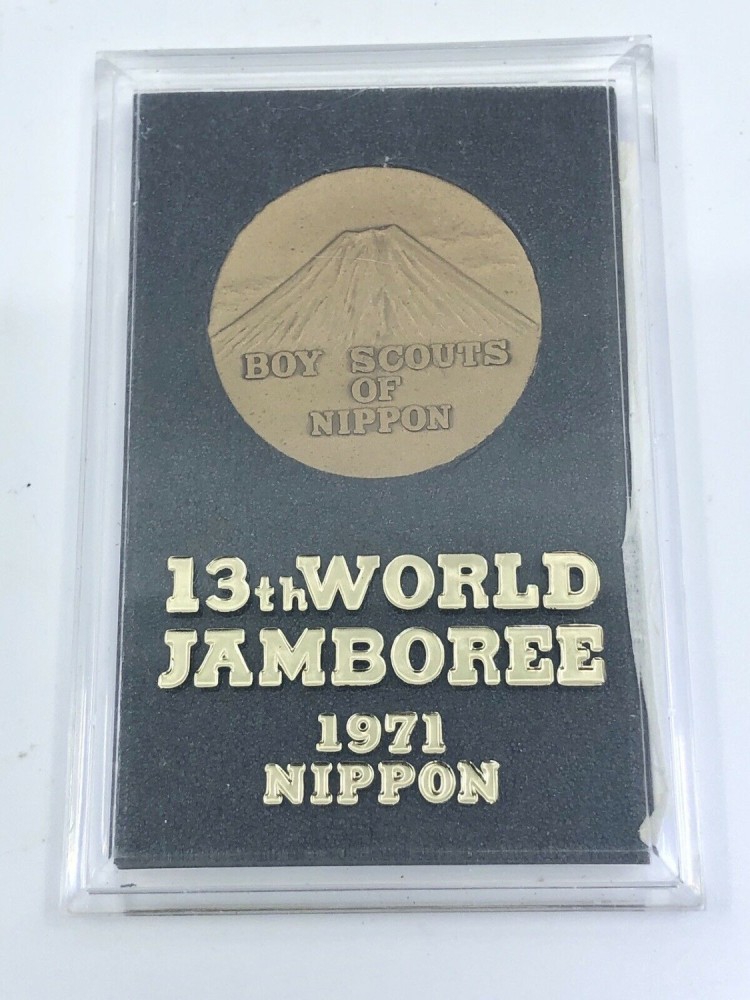 BOY SCOUTS
OF
NIPPON
13th WORLD
JAMBOREE
1971
NIPPON